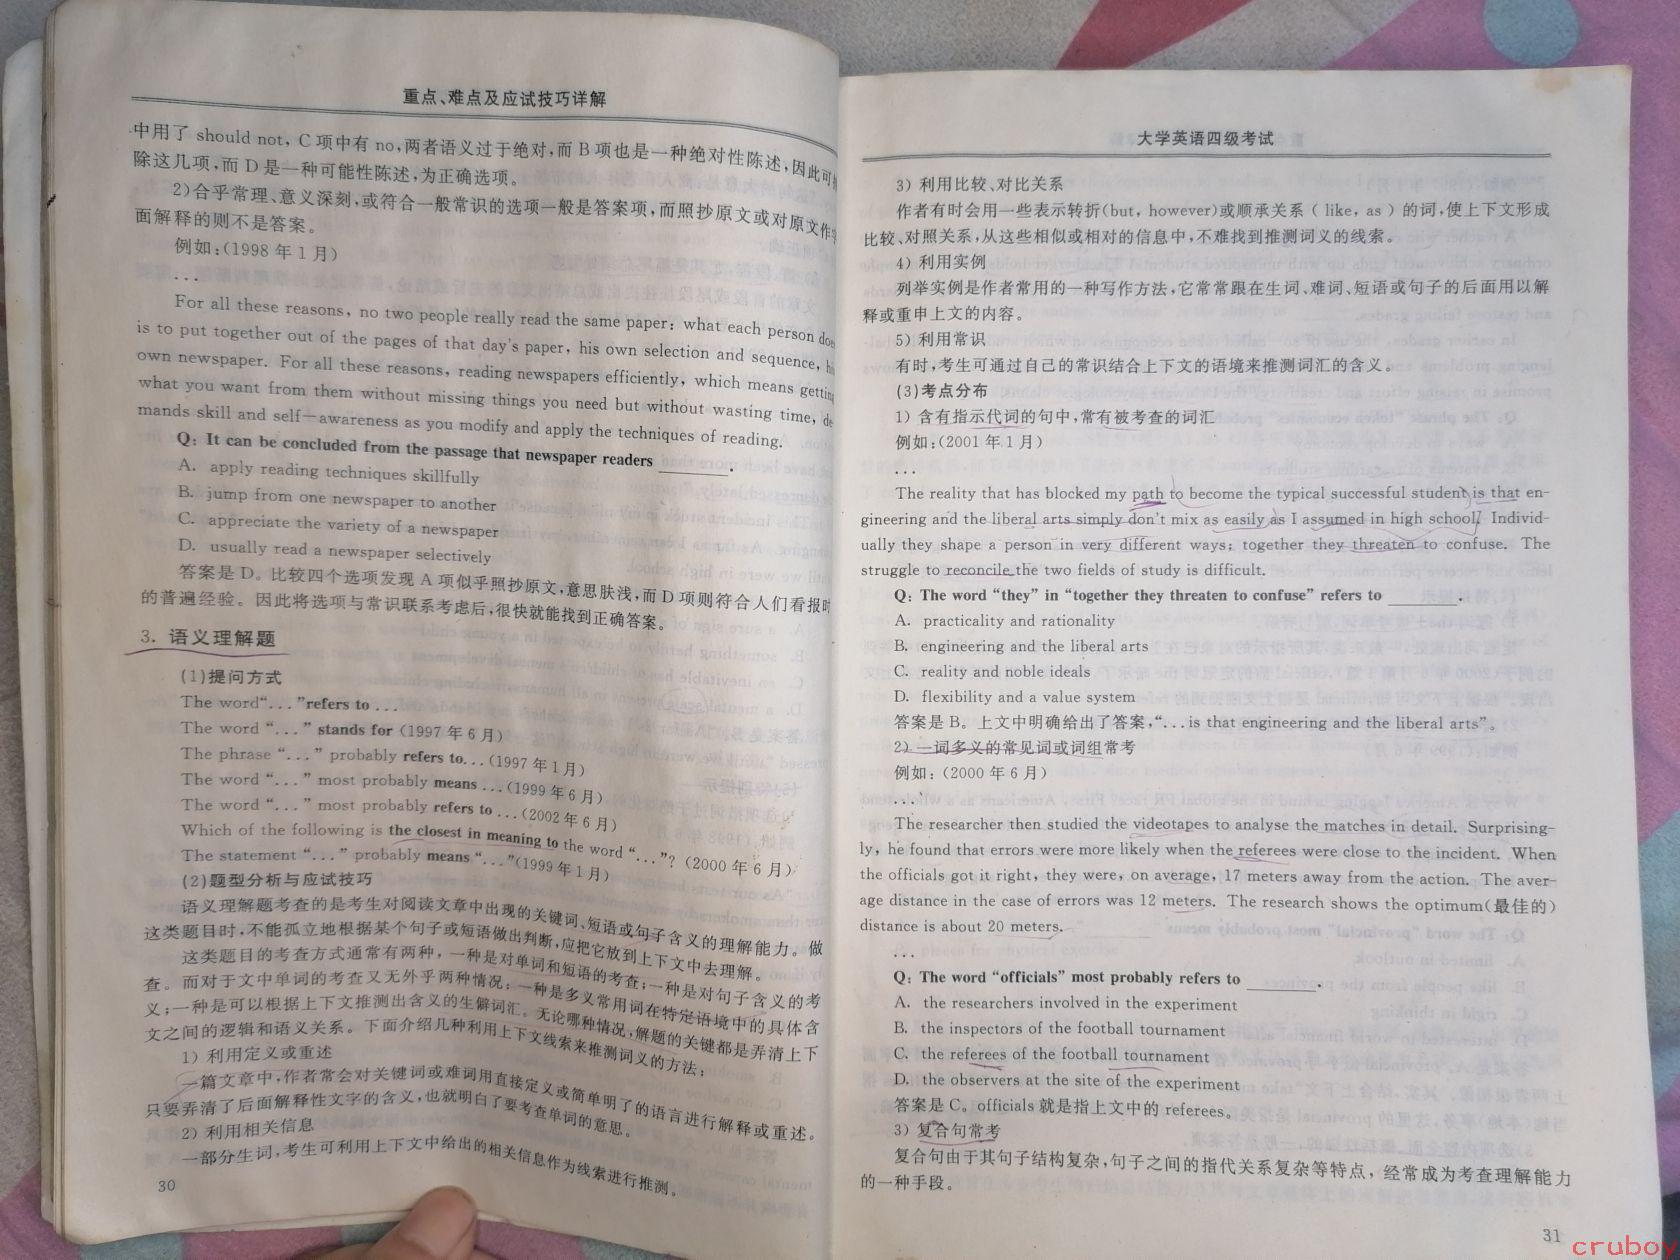 重点、难点及应试技巧详解
中用了 should not, C 项中有 no,两者语义过于绝对,而 B 项也是一种绝对性陈述,因此可
除这几项,而 D 是一种可能性陈述,为正确选项。
2)合乎常理、意义深刻,或符合一般常识的选项一般是答案项,而照抄原文或对原文作字
面解释的则不是答案。
例如:(1998 年 1 月)
...
For all these reasons, no two people really read the same paper: what each person doe
is to put together out of the pages of that day's paper, his own selection and sequence, hi
own newspaper. For all these reasons, reading newspapers efficiently, which means getting
what you want from them without missing things you need but without wasting time, de
mands skill and self—awareness as you modify and apply the techniques of reading.
Q: It can be concluded from the passage that newspaper readers ________.
A. apply reading techniques skillfully
B. jump from one newspaper to another
C. appreciate the variety of a newspaper
D. usually read a newspaper selectively
答案是 D。比较四个选项发现 A 项似乎照抄原文,意思肤浅,而 D 项则符合人们看报时
的普遍经验。因此将选项与常识联系考虑后,很快就能找到正确答案。
3. 语义理解题
(1)提问方式
The word“...”refers to ...
The word “...” stands for (1997 年 6 月)
The phrase “...” probably refers to... (1997 年 1 月)
The word “...” most probably means ... (1999 年 6 月)
The word “...” most probably refers to ... (2002 年 6 月)
Which of the following is the closest in meaning to the word “...”? (2000 年 6 月)
The statement “...” probably means “...”(1999 年 1 月)
(2)题型分析与应试技巧
语义理解题考查的是考生对阅读文章中出现的关键词、短语或句子含义的理解能力。做
这类题目时,不能孤立地根据某个句子或短语做出判断,应把它放到上下文中去理解。
这类题目的考查方式通常有两种,一种是对单词和短语的考查;一种是对句子含义的考
查。而对于文中单词的考查又无外乎两种情况;一种是多义常用词在特定语境中的具体含
义;一种是可以根据上下文推测出含义的生僻词汇。无论哪种情况,解题的关键都是弄清上下
文之间的逻辑和语义关系。下面介绍几种利用上下文线索来推测词义的方法:
1) 利用定义或重述
一篇文章中,作者常会对关键词或难词用直接定义或简单明了的语言进行解释或重述。
只要弄清了后面解释性文字的含义,也就明白了要考查单词的意思。
2) 利用相关信息
一部分生词,考生可利用上下文中给出的相关信息作为线索进行推测。
30
大学英语四级考试
3) 利用比较、对比关系
作者有时会用一些表示转折(but, however)或顺承关系 ( like, as ) 的词,使上下文形成
比较、对照关系,从这些相似或相对的信息中,不难找到推测词义的线索。
4) 利用实例
列举实例是作者常用的一种写作方法,它常常跟在生词、难词、短语或句子的后面用以解
释或重申上文的内容。
5) 利用常识
有时,考生可通过自己的常识结合上下文的语境来推测词汇的含义。
(3)考点分布
1) 含有指示代词的句中,常有被考查的词汇
例如:(2001 年 1 月)
...
The reality that has blocked my path to become the typical successful student is that en-
gineering and the liberal arts simply don't mix as easily as I assumed in high school. Individ-
ually they shape a person in very different ways; together they threaten to confuse. The
struggle to reconcile the two fields of study is difficult.
Q: The word “they” in “together they threaten to confuse” refers to ________.
A. practicality and rationality
B. engineering and the liberal arts
C. reality and noble ideals
D. flexibility and a value system
答案是 B。上文中明确给出了答案,“...is that engineering and the liberal arts”。
2) 一词多义的常见词或词组常考
例如: (2000 年 6 月)
...
The researcher then studied the videotapes to analyse the matches in detail. Surprising-
ly, he found that errors were more likely when the referees were close to the incident. When
the officials got it right, they were, on average, 17 meters away from the action. The aver-
age distance in the case of errors was 12 meters. The research shows the optimum(最佳的)
distance is about 20 meters.
...
Q: The word “officials” most probably refers to ________.
A. the researchers involved in the experiment
B. the inspectors of the football tournament
C. the referees of the football tournament
D. the observers at the site of the experiment
答案是 C。officials 就是指上文中的 referees。
3) 复合句常考
复合句由于其句子结构复杂,句子之间的指代关系复杂等特点, 经常成为考查理解能力
的一种手段。
31
cruboy